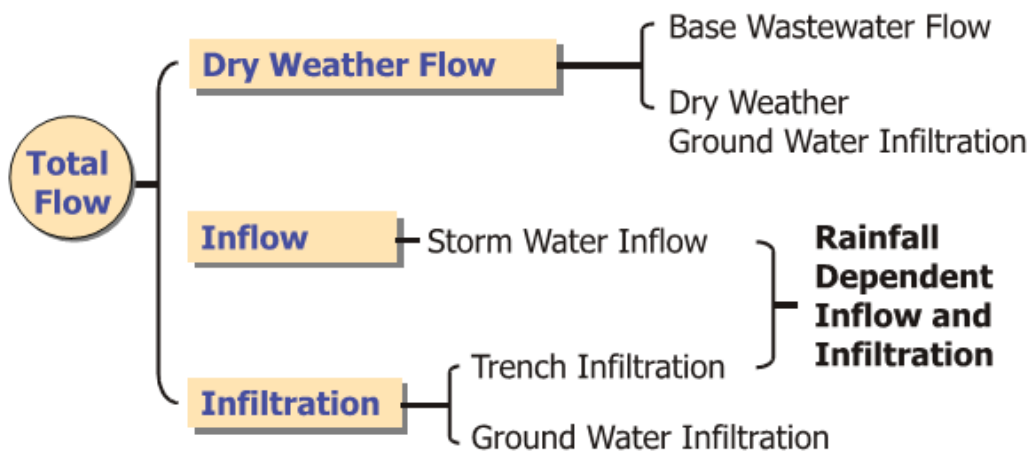 Total
Flow
Dry Weather Flow
Base Wastewater Flow
Dry Weather
Ground Water Infiltration
Inflow
Storm Water Inflow
Rainfall
Dependent
Inflow and
Infiltration
Infiltration
Trench Infiltration
Ground Water Infiltration